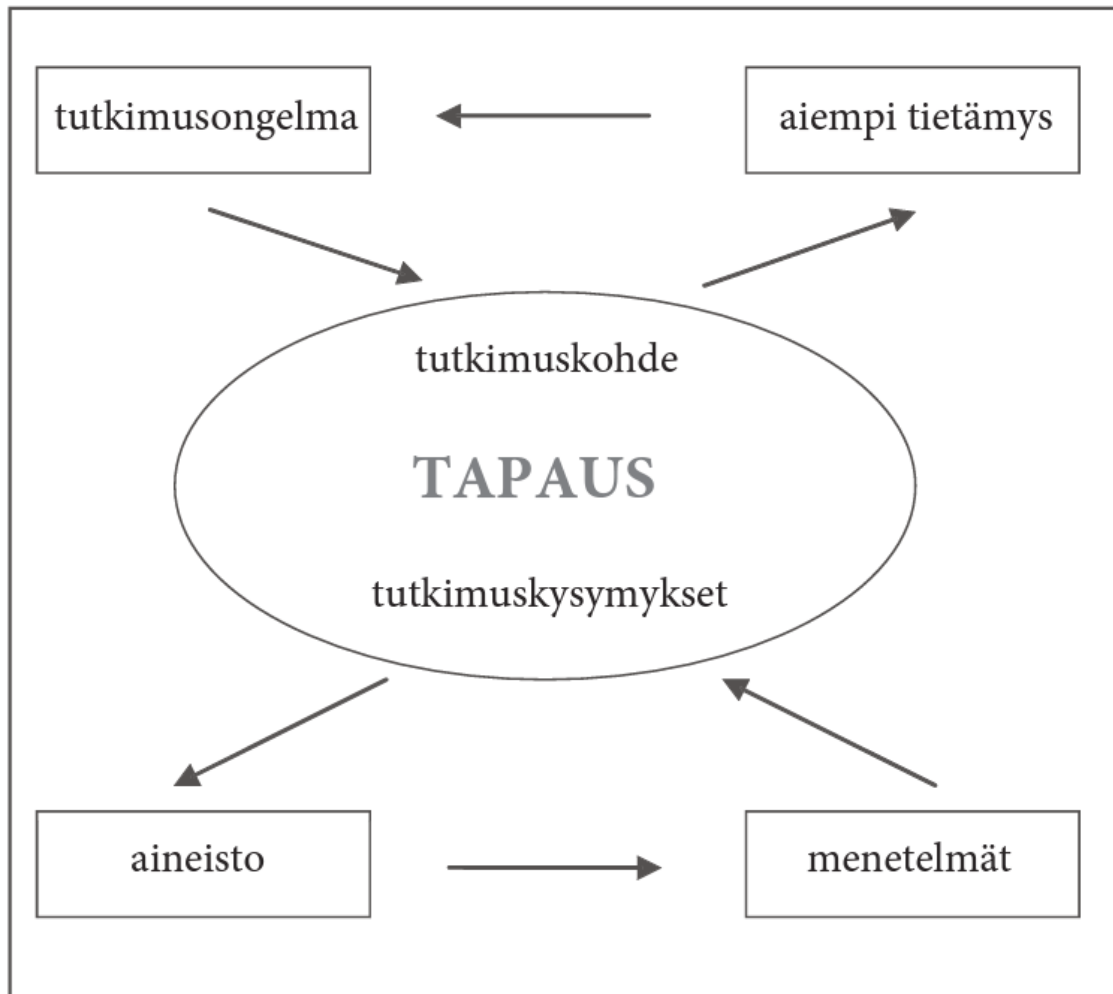 tutkimusongelma
aiempi tietämys
tutkimuskohde
TAPAUS
tutkimuskysymykset
aineisto
menetelmät